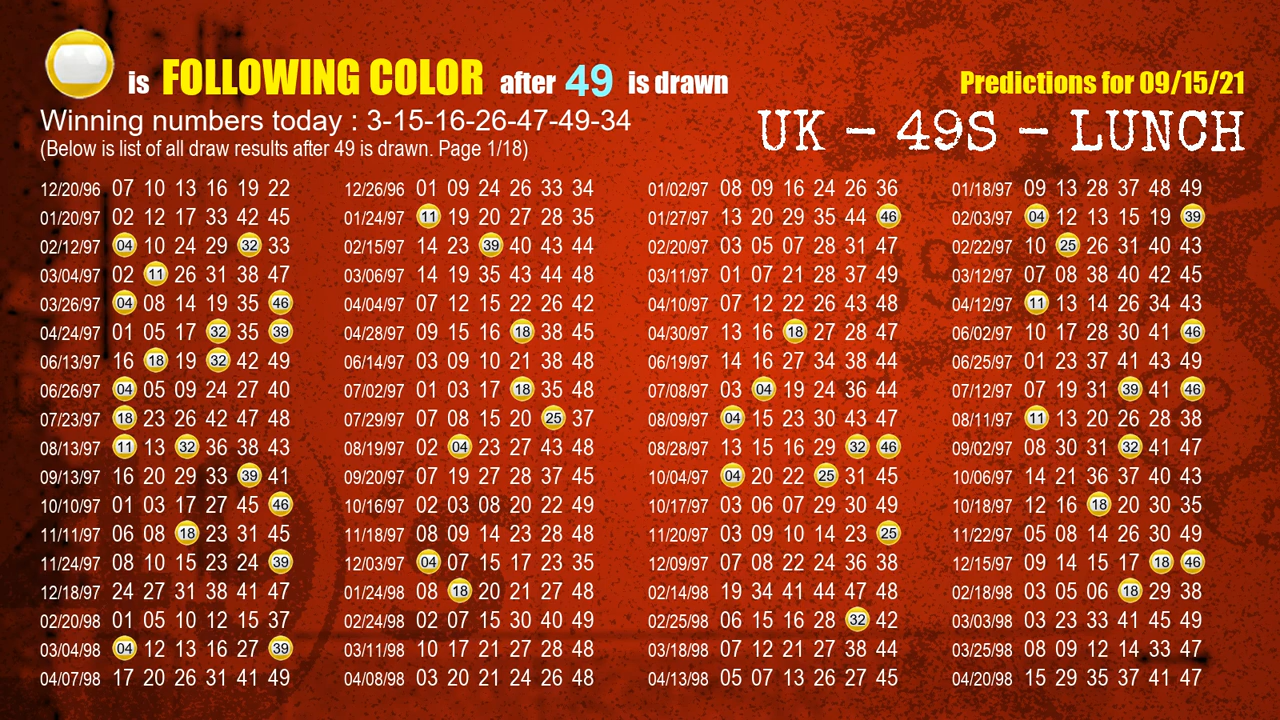 is FOLLOWING COLOR after 49 is drawn
Predictions for 09/15/21
Winning numbers today : 3-15-16-26-47-49-34
UK - 49S - LUNCH
(Below is list of all draw results after 49 is drawn. Page 1/18)
12/20/96 07 10 13 16 19 22 12/26/96 01 09 24 26 33 34 01/02/97 08 09 16 24 26 36 01/18/97 09 13 28 37 48 49
01/20/97 02 12 17 33 42 45 01/24/97 11 19 20 27 28 35 01/27/97 13 20 29 35 44 46 02/03/97 04 12 13 15 19 39
02/12/97 04 10 24 29 32 33 02/15/97 14 23 39 40 43 44 02/20/97 03 05 07 28 31 47 02/22/97 10 25 26 31 40 43
03/04/97 02 11 26 31 38 47 03/06/97 14 19 35 43 44 48 03/11/97 01 07 21 28 37 49 03/12/97 07 08 38 40 42 45
03/26/97 04 08 14 19 35 46 04/04/97 07 12 15 22 26 42 04/10/97 07 12 22 26 43 48 04/12/97 11 13 14 26 34 43
04/24/97 01 05 17 32 35 39 04/28/97 09 15 16 18 38 45 04/30/97 13 16 18 27 28 47 06/02/97 10 17 28 30 41 46
06/13/97 16 18 19 32 42 49 06/14/97 03 09 10 21 38 48 06/19/97 14 16 27 34 38 44 06/25/97 01 23 37 41 43 49
06/26/97 04 05 09 24 27 40 07/02/97 01 03 17 18 35 48 07/08/97 03 04 19 24 36 44 07/12/97 07 19 31 39 41 46
07/23/97 18 23 26 42 47 48 07/29/97 07 08 15 20 25 37 08/09/97 04 15 23 30 43 47 08/11/97 11 13 20 26 28 38
08/13/97 11 13 32 36 38 43 08/19/97 02 04 23 27 43 48 08/28/97 13 15 16 29 32 46 09/02/97 08 30 31 32 41 47
09/13/97 16 20 29 33 39 41 09/20/97 07 19 27 28 37 45 10/04/97 04 20 22 25 31 45 10/06/97 14 21 36 37 40 43
10/10/97 01 03 17 27 45 46 10/16/97 02 03 08 20 22 49 10/17/97 03 06 07 29 30 49 10/18/97 12 16 18 20 30 35
11/11/97 06 08 18 23 31 45 11/18/97 08 09 14 23 28 48 11/20/97 03 09 10 14 23 25 11/22/97 05 08 14 26 30 49
11/24/97 08 10 15 23 24 39 12/03/97 04 07 15 17 23 35 12/09/97 07 08 22 24 36 38 12/15/97 09 14 15 17 18 46
12/18/97 24 27 31 38 41 47 01/24/98 08 18 20 21 27 48 02/14/98 19 34 41 44 47 48 02/18/98 03 05 06 18 29 38
02/20/98 01 05 10 12 15 37 02/24/98 02 07 15 30 40 49 02/25/98 06 15 16 28 32 42 03/03/98 03 23 33 41 45 49
03/04/98 04 12 13 16 27 39 03/11/98 10 17 21 27 28 48 03/18/98 07 12 21 27 38 44 03/25/98 08 09 12 14 33 47
04/07/98 17 20 26 31 41 49 04/08/98 03 20 21 24 26 48 04/13/98 05 07 13 26 27 45 04/20/98 15 29 35 37 41 47